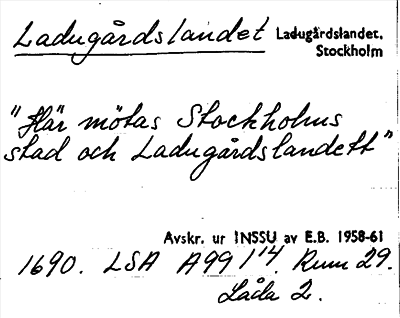 Ladugårdslandet
Ladugårdslandet,
Stockholm
"Här mötas Stockholms
stad och Ladugårdslandett"
Avskr. ur INSSU av E.B. 1958-61
1690. LSA A99 1¹⁴. Rum 29.
Låda 2.